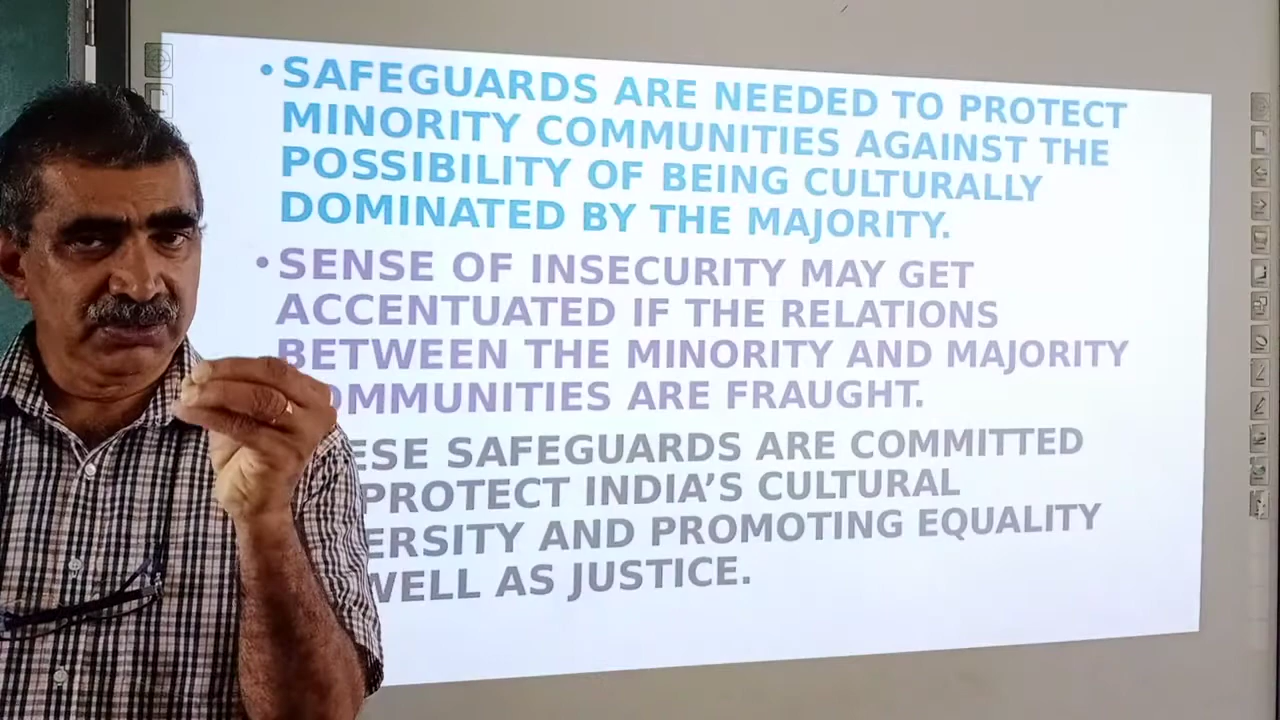 • SAFEGUARDS ARE NEEDED TO PROTECT
MINORITY COMMUNITIES AGAINST THE
POSSIBILITY OF BEING CULTURALLY
DOMINATED BY THE MAJORITY.
• SENSE OF INSECURITY MAY GET
ACCENTUATED IF THE RELATIONS
BETWEEN THE MINORITY AND MAJORITY
OMMUNITIES ARE FRAUGHT.
ESE SAFEGUARDS ARE COMMITTED
PROTECT INDIA’S CULTURAL
ERSITY AND PROMOTING EQUALITY
WELL AS JUSTICE.